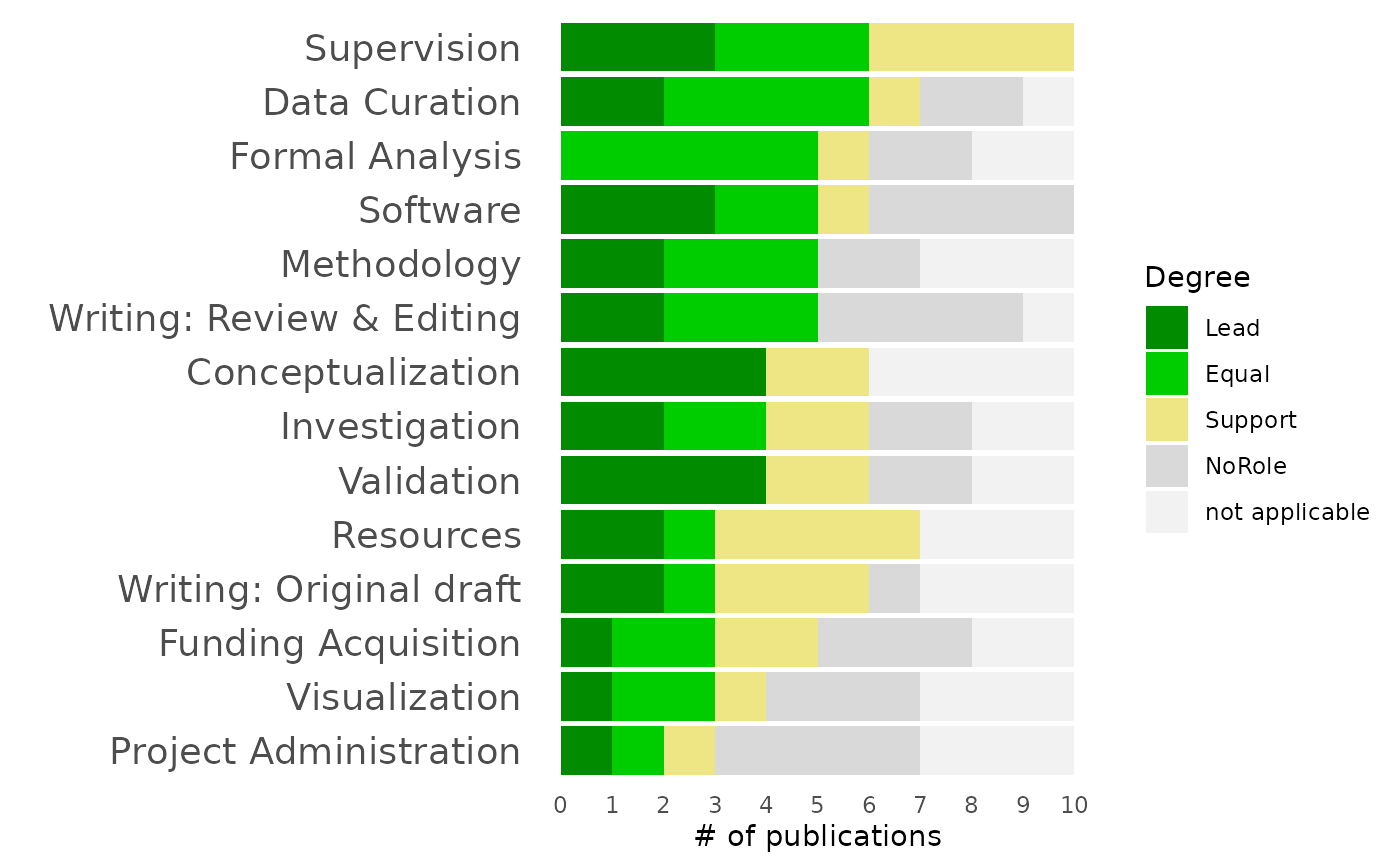 Supervision
Data Curation
Formal Analysis
Software
Methodology
Writing: Review & Editing
Conceptualization
Investigation
Validation
Resources
Writing: Original draft
Funding Acquisition
Visualization
Project Administration
0 1 2 3 4 5 6 7 8 9 10
# of publications
Degree
Lead
Equal
Support
NoRole
not applicable